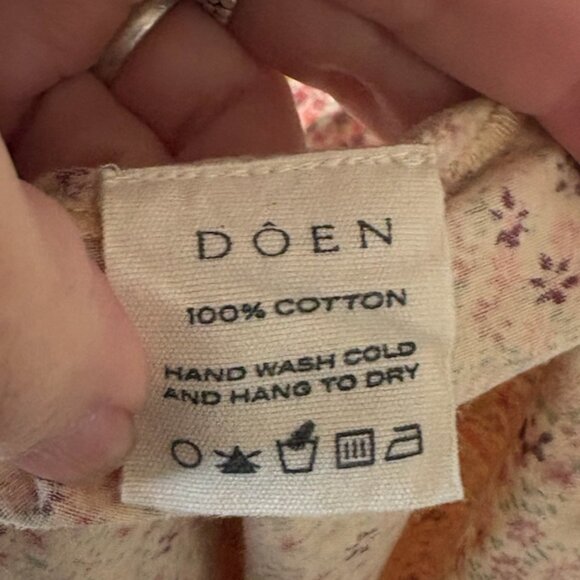 DÔEN
100% COTTON
HAND WASH COLD
AND HANG TO DRY